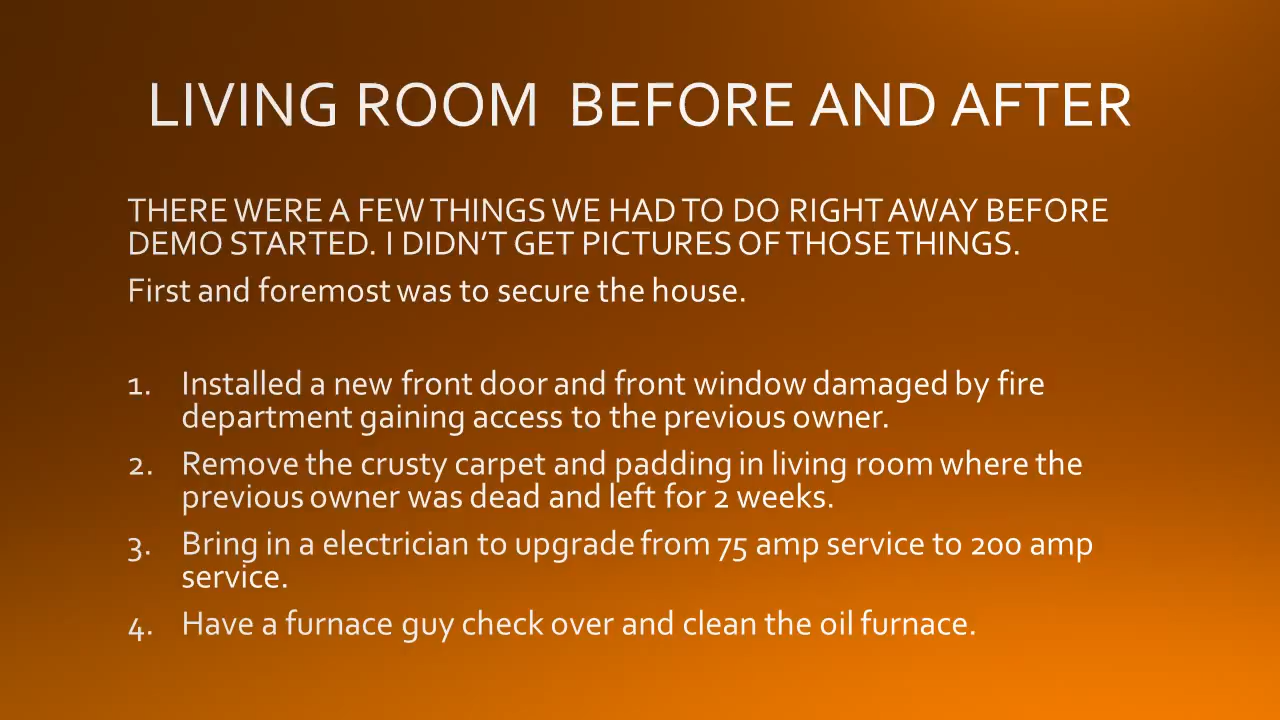 LIVING ROOM  BEFORE AND AFTER
THERE WERE A FEW THINGS WE HAD TO DO RIGHT AWAY BEFORE
DEMO STARTED. I DIDN’T GET PICTURES OF THOSE THINGS.
First and foremost was to secure the house.
1. Installed a new front door and front window damaged by fire
department gaining access to the previous owner.
2. Remove the crusty carpet and padding in living room where the
previous owner was dead and left for 2 weeks.
3. Bring in a electrician to upgrade from 75 amp service to 200 amp
service.
4. Have a furnace guy check over and clean the oil furnace.